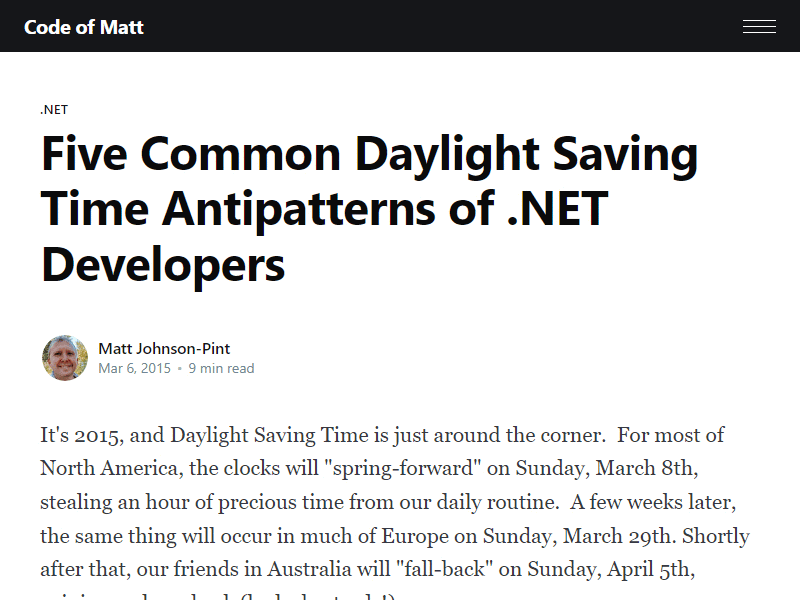 Code of Matt
.NET
Five Common Daylight Saving
Time Antipatterns of .NET
Developers
Matt Johnson-Pint
Mar 6, 2015 • 9 min read
It's 2015, and Daylight Saving Time is just around the corner.  For most of
North America, the clocks will "spring-forward" on Sunday, March 8th,
stealing an hour of precious time from our daily routine.  A few weeks later,
the same thing will occur in much of Europe on Sunday, March 29th. Shortly
after that, our friends in Australia will "fall-back" on Sunday, April 5th,